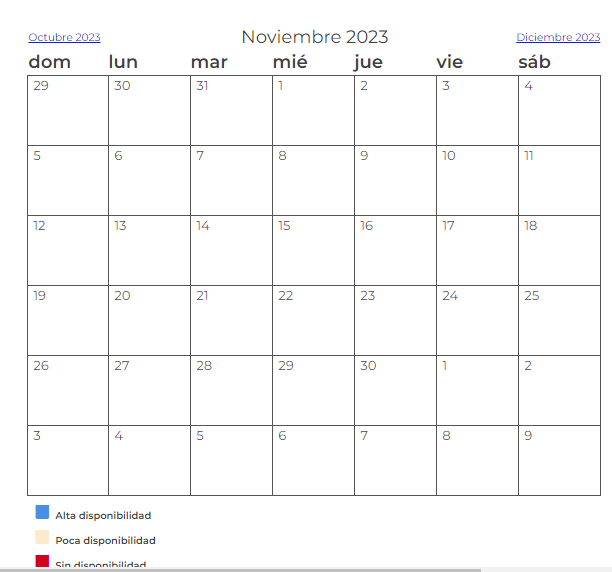 Octubre 2023 Noviembre 2023 Diciembre 2023
dom lun mar mié jue vie sáb
29 30 31 1 2 3 4
5 6 7 8 9 10 11
12 13 14 15 16 17 18
19 20 21 22 23 24 25
26 27 28 29 30 1 2
3 4 5 6 7 8 9
Alta disponibilidad
Poca disponibilidad
Sin disponibilidad